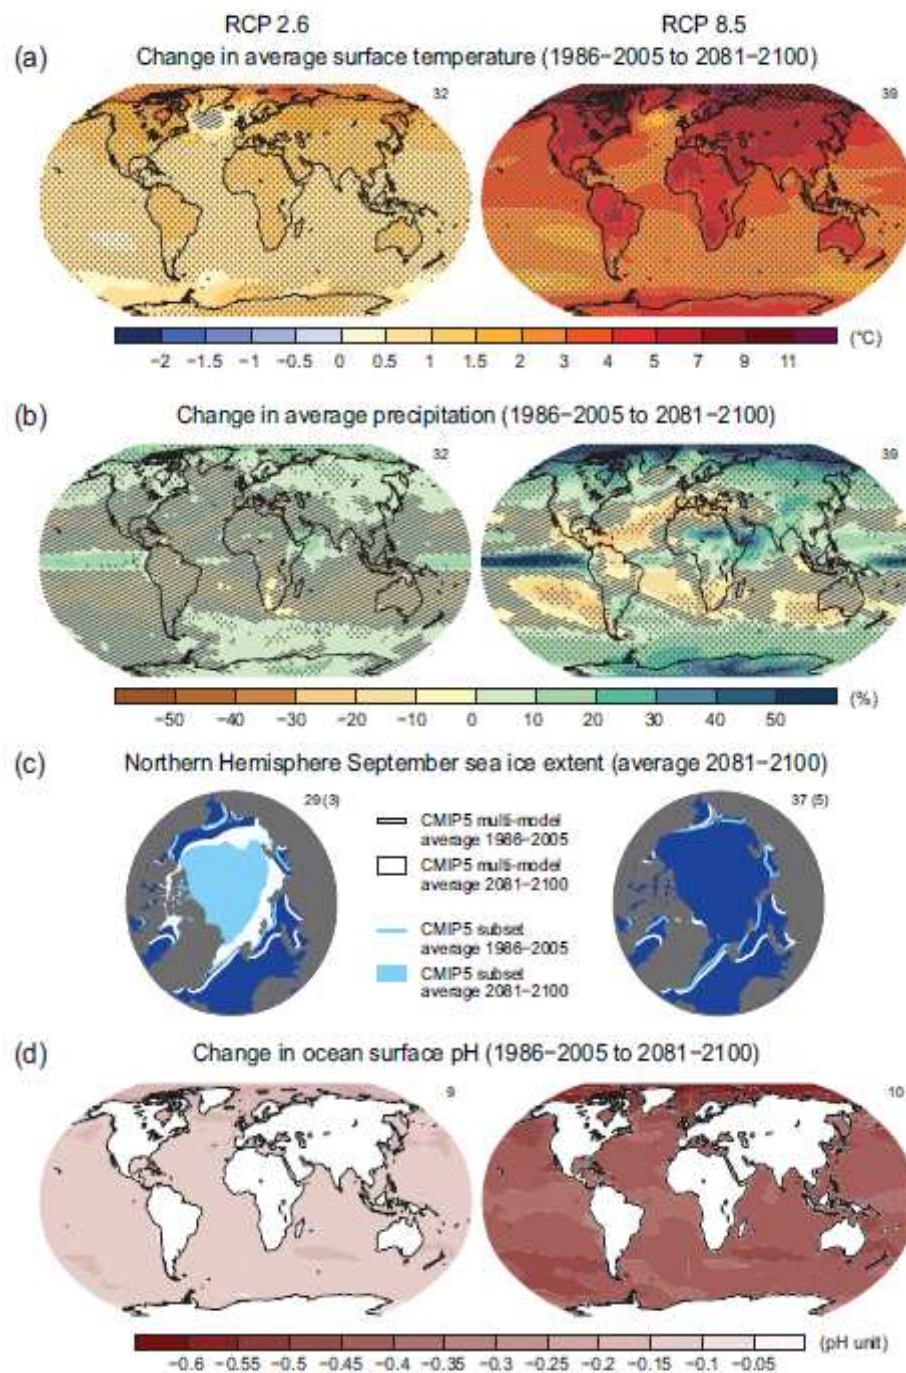 RCP 2.6 RCP 8.5
(a) Change in average surface temperature (1986−2005 to 2081−2100)
32 39
−2 −1.5 −1 −0.5 0 0.5 1 1.5 2 3 4 5 7 9 11 (°C)
(b) Change in average precipitation (1986−2005 to 2081−2100)
32 39
−50 −40 −30 −20 −10 0 10 20 30 40 50 (%)
(c) Northern Hemisphere September sea ice extent (average 2081−2100)
29 (3) 37 (5)
CMIP5 multi-model
average 1986−2005
CMIP5 multi-model
average 2081−2100
CMIP5 subset
average 1986−2005
CMIP5 subset
average 2081−2100
(d) Change in ocean surface pH (1986−2005 to 2081−2100)
9 10
−0.6 −0.55 −0.5 −0.45 −0.4 −0.35 −0.3 −0.25 −0.2 −0.15 −0.1 −0.05 (pH unit)